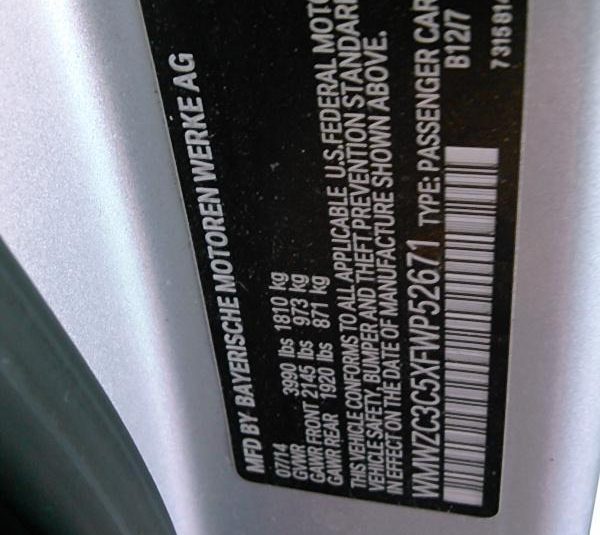 MFD BY BAYERISCHE MOTOREN WERKE AG
07/14
GVWR 3990 lbs 1810 kg
GAWR FRONT 2145 lbs 973 kg
GAWR REAR 1920 lbs 871 kg
THIS VEHICLE CONFORMS TO ALL APPLICABLE U.S. FEDERAL
VEHICLE SAFETY, BUMPER AND THEFT PREVENTION
IN EFFECT ON THE DATE OF MANUFACTURE SHOWN ABOVE.
WMWZC3C5XFWP52671 TYPE: PASSENGER CAR
B12/7